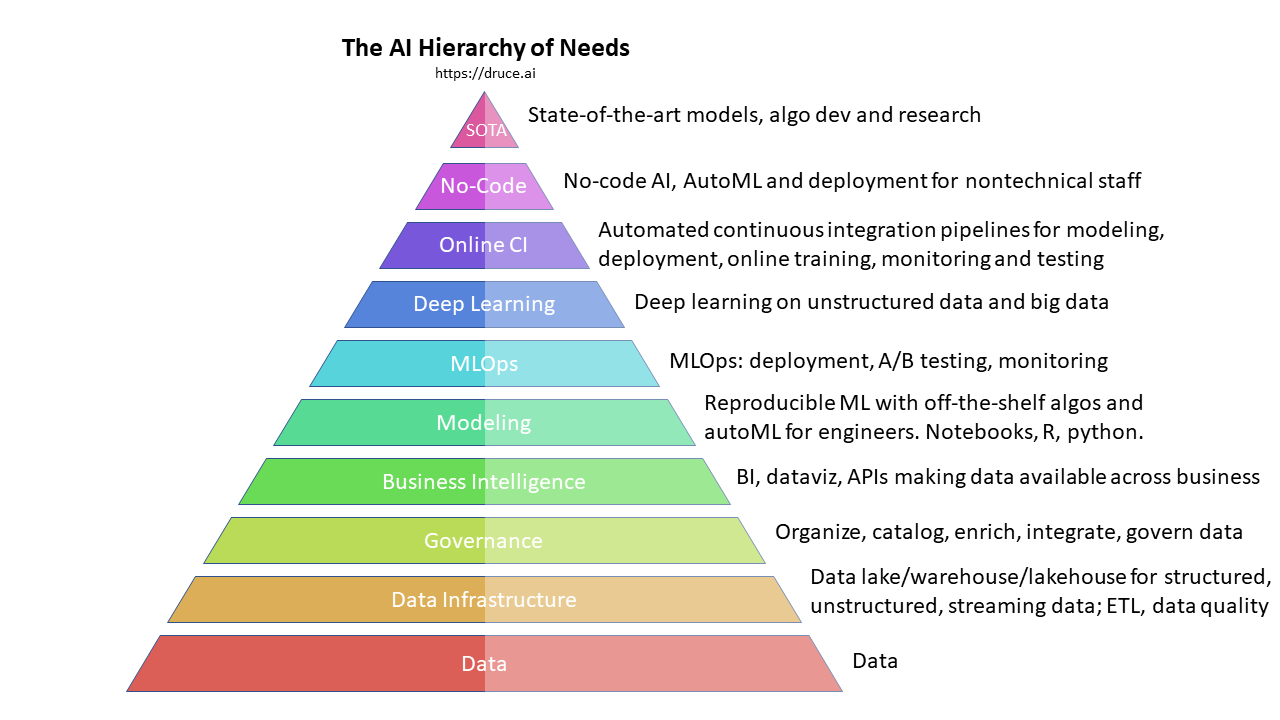 The AI Hierarchy of Needs
https://druce.ai
SOTA
State-of-the-art models, algo dev and research
No-Code
No-code AI, AutoML and deployment for nontechnical staff
Online CI
Automated continuous integration pipelines for modeling,
deployment, online training, monitoring and testing
Deep Learning
Deep learning on unstructured data and big data
MLOps
MLOps: deployment, A/B testing, monitoring
Modeling
Reproducible ML with off-the-shelf algos and
autoML for engineers. Notebooks, R, python.
Business Intelligence
BI, dataviz, APIs making data available across business
Governance
Organize, catalog, enrich, integrate, govern data
Data Infrastructure
Data lake/warehouse/lakehouse for structured,
unstructured, streaming data; ETL, data quality
Data
Data